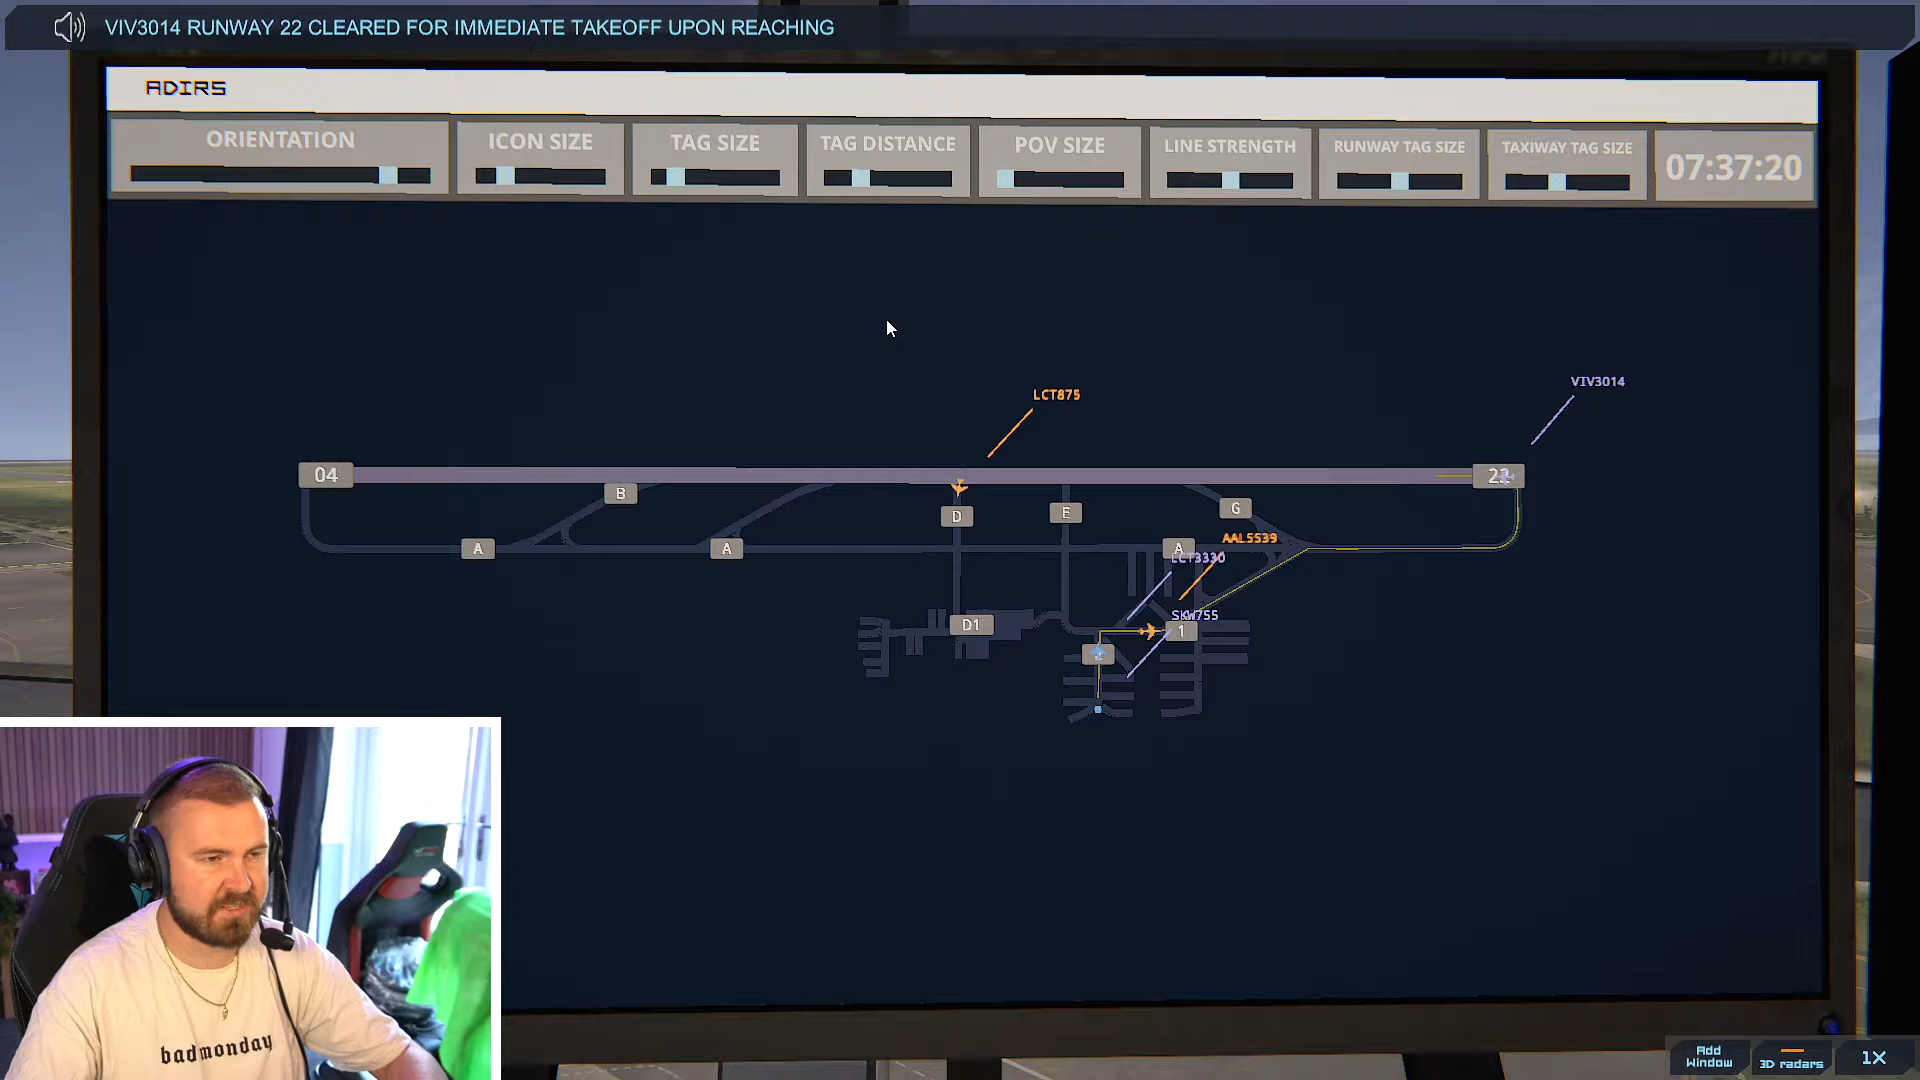 VIV3014 RUNWAY 22 CLEARED FOR IMMEDIATE TAKEOFF UPON REACHING
ADIRS
ORIENTATION
ICON SIZE
TAG SIZE
TAG DISTANCE
POV SIZE
LINE STRENGTH
RUNWAY TAG SIZE
TAXIWAY TAG SIZE
07:37:20
VIV3014
LCT875
04
22
B
D
E
G
A
A
A
AAL5539
LCT3330
SKW755
D1
1
badmonday
Add Window
3D radars
1X